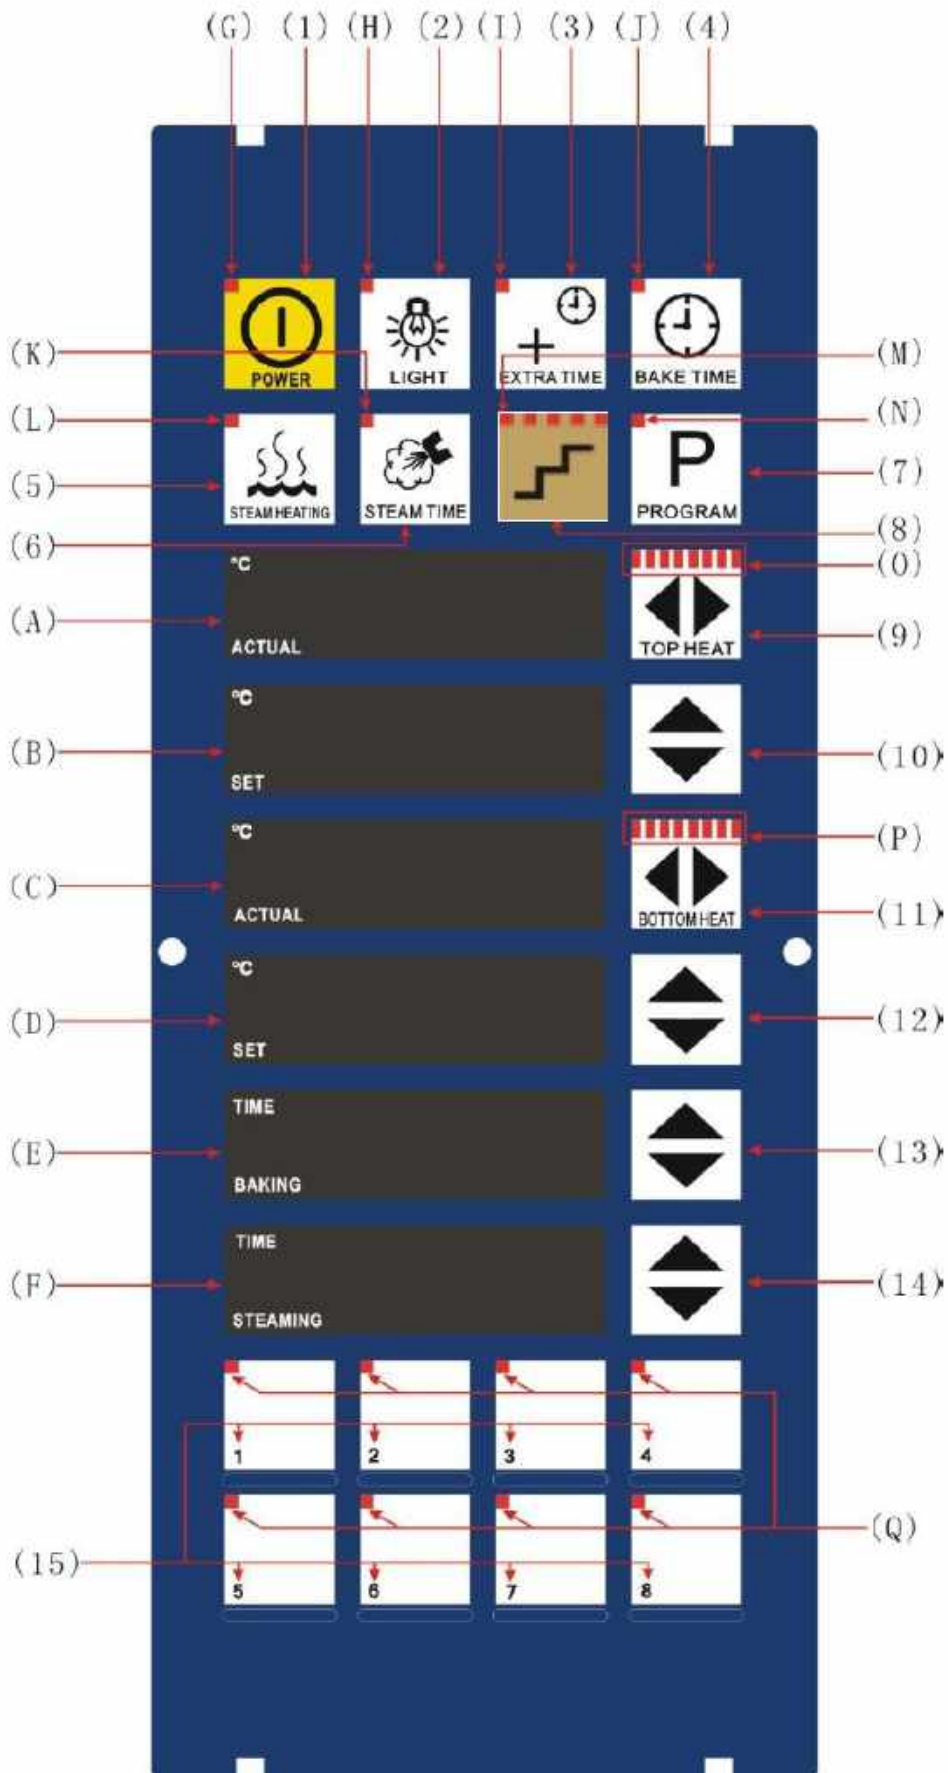 (G) (1) (H) (2) (I) (3) (J) (4)
POWER LIGHT EXTRA TIME BAKE TIME
(K) (M)
(L) (N)
P
(5) STEAM HEATING STEAM TIME PROGRAM (7)
(6) (8)
°C (O)
(A) ACTUAL TOP HEAT (9)
°C
(B) (10)
SET
°C (P)
(C) ACTUAL BOTTOM HEAT (11)
°C
(D) (12)
SET
TIME
(E) (13)
BAKING
TIME
(F) (14)
STEAMING
1 2 3 4
(Q)
(15)
5 6 7 8